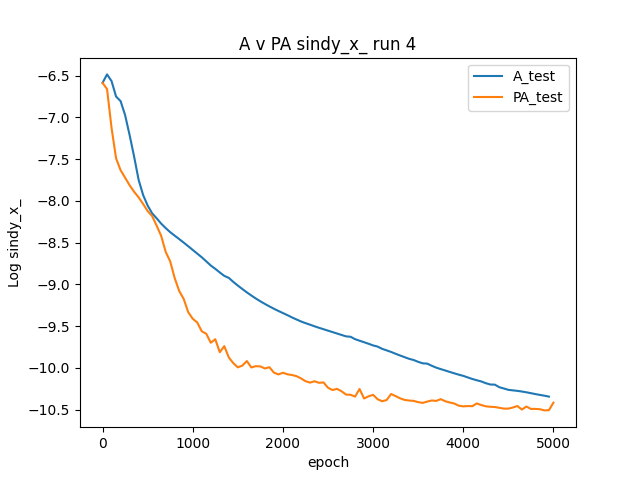 A v PA sindy_x_ run 4
A_test
PA_test
−6.5
−7.0
−7.5
−8.0
−8.5
−9.0
−9.5
−10.0
−10.5
Log sindy_x_
0 1000 2000 3000 4000 5000
epoch